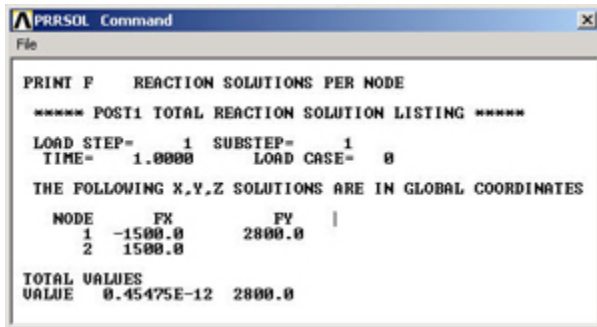 PRRSOL Command
File
PRINT F REACTION SOLUTIONS PER NODE
***** POST1 TOTAL REACTION SOLUTION LISTING *****
LOAD STEP= 1 SUBSTEP= 1
TIME= 1.0000 LOAD CASE= 0
THE FOLLOWING X,Y,Z SOLUTIONS ARE IN GLOBAL COORDINATES
NODE FX FY
1 -1500.0 2800.0
2 1500.0
TOTAL VALUES
VALUE 0.45475E-12 2800.0